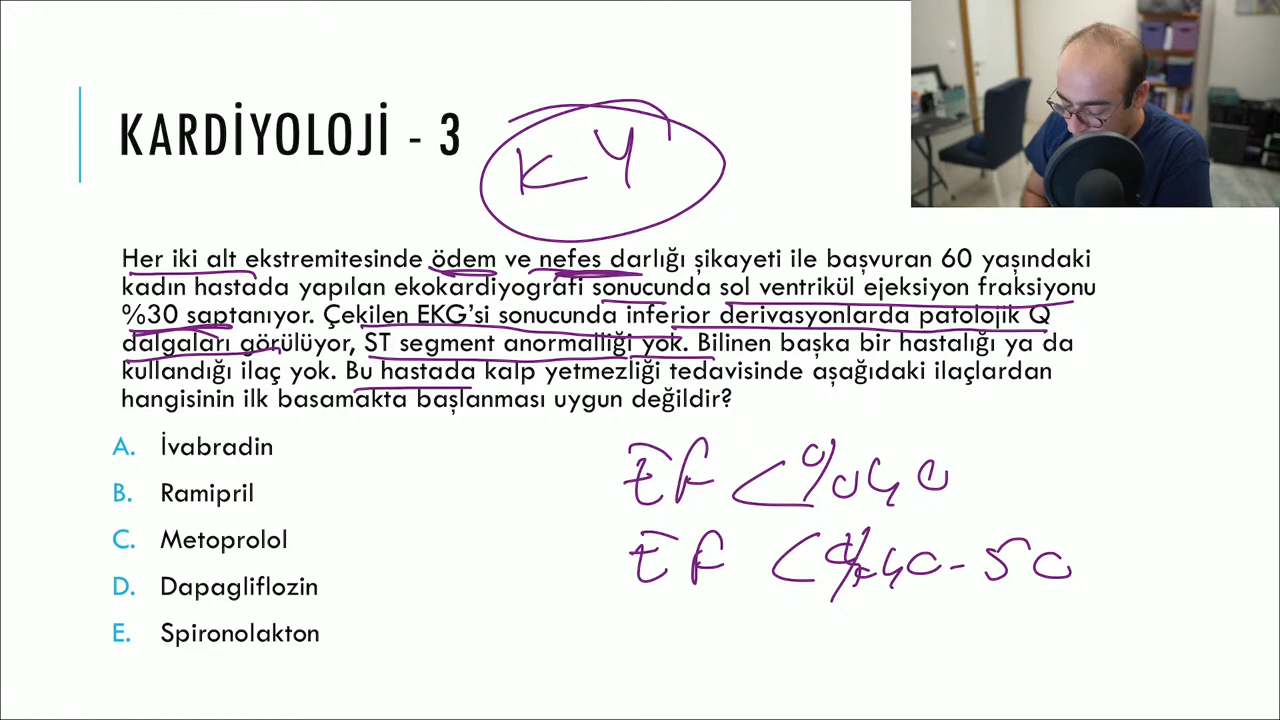 KARDİYOLOJİ - 3
KY
Her iki alt ekstremitesinde ödem ve nefes darlığı şikayeti ile başvuran 60 yaşındaki
kadın hastada yapılan ekokardiyografi sonucunda sol ventrikül ejeksiyon fraksiyonu
%30 saptanıyor. Çekilen EKG’si sonucunda inferior derivasyonlarda patolojik Q
dalgaları görülüyor, ST segment anormalliği yok. Bilinen başka bir hastalığı ya da
kullandığı ilaç yok. Bu hastada kalp yetmezliği tedavisinde aşağıdaki ilaçlardan
hangisinin ilk basamakta başlanması uygun değildir?
A. İvabradin
B. Ramipril
C. Metoprolol
D. Dapagliflozin
E. Spironolakton
EF < %40
EF 40-50